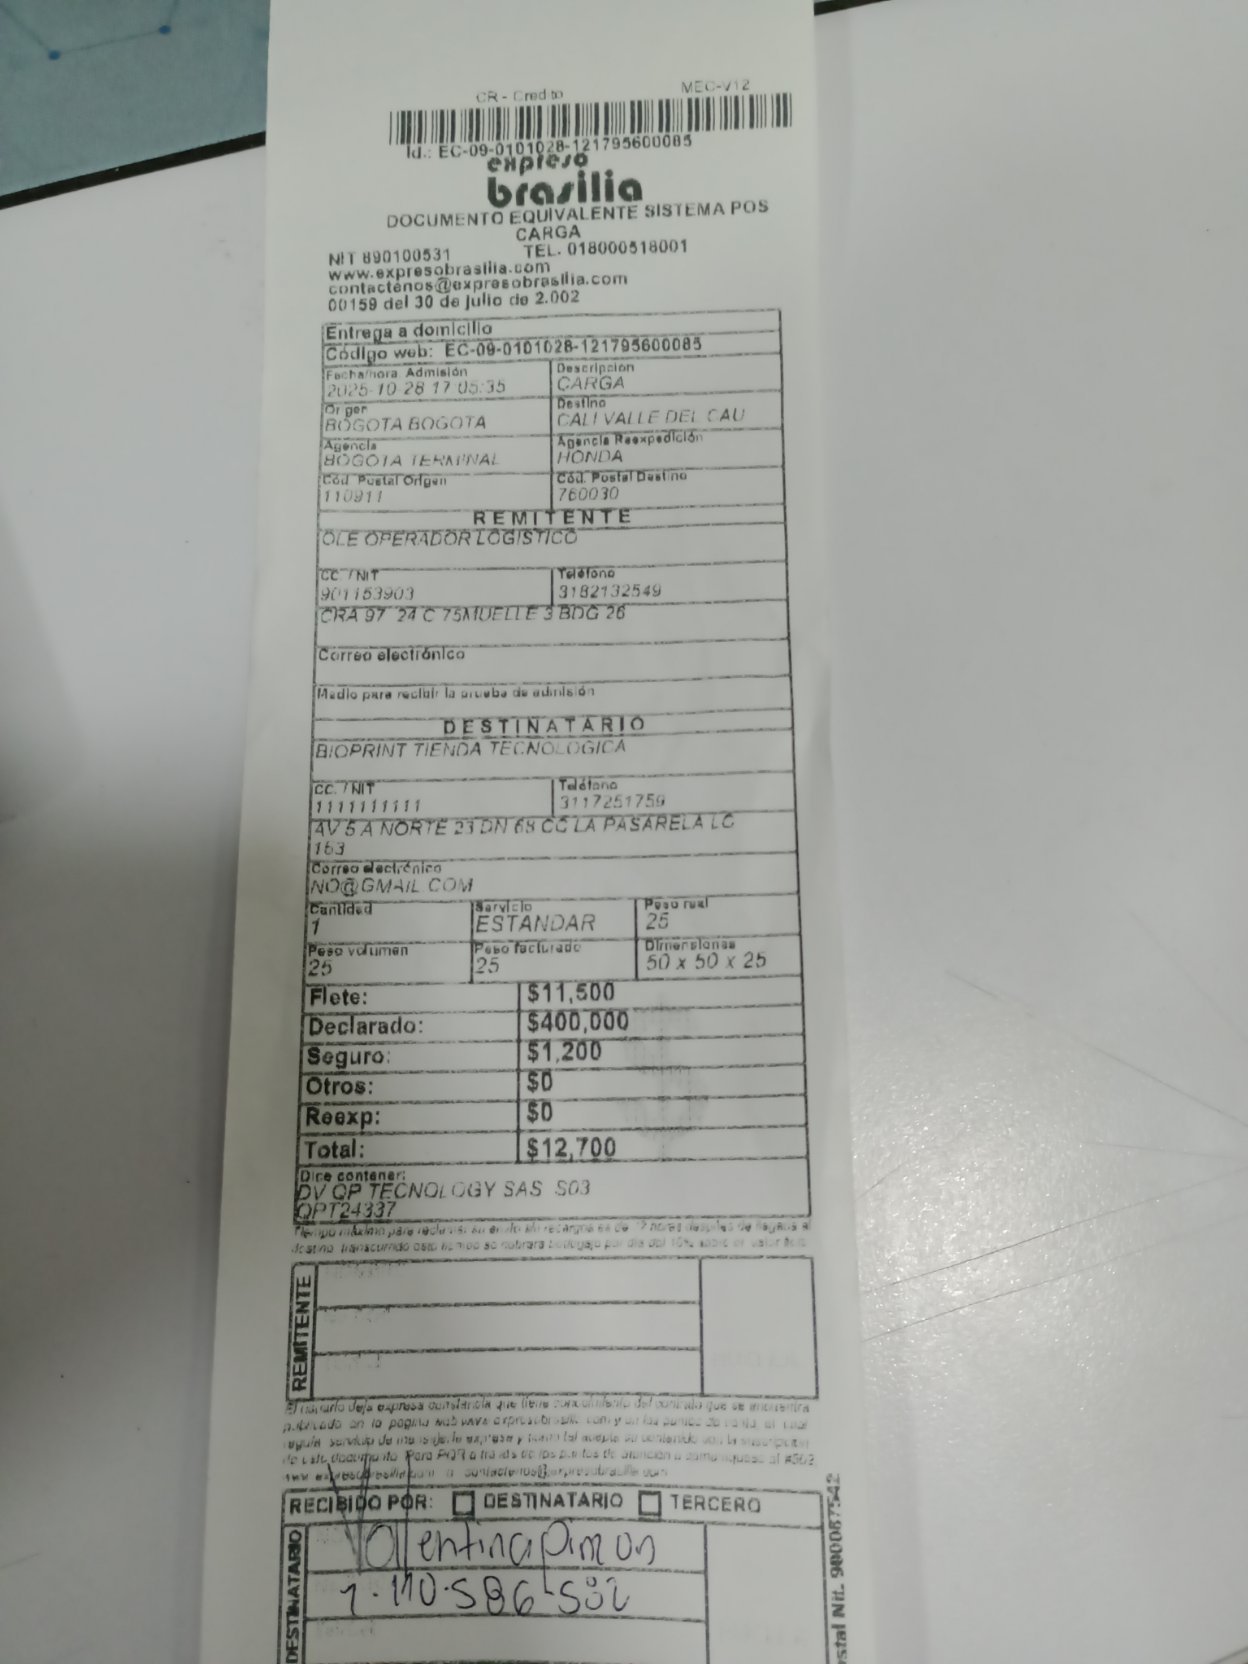 CR - Credito MEC-V12
Id.: EC-09-0101028-121795600085
expreso
brasilia
DOCUMENTO EQUIVALENTE SISTEMA POS
CARGA
NIT 890100531 TEL. 018000518001
www.expresobrasilia.com
contactenos@expresobrasilia.com
00159 del 30 de julio de 2.002
Entrega a domicilio
Código web: EC-09-0101028-121795600085
Fecha/hora Admisión Descripción
2025-10-28 17:05:35 CARGA
Origen Destino
BOGOTA BOGOTA CALI VALLE DEL CAU
Agencia Agencia Reexpedición
BOGOTA TERMINAL HONDA
Cód. Postal Origen Cód. Postal Destino
110911 760030
REMITENTE
OLE OPERADOR LOGISTICO
CC. / NIT Teléfono
901153903 3182132549
CRA 97 24 C 75MUELLE 3 BDG 26
Correo electrónico
Medio para recibir la prueba de admisión
DESTINATARIO
BIOPRINT TIENDA TECNOLOGICA
CC. / NIT Teléfono
1111111111 3117251759
AV 5 A NORTE 23 DN 68 CC LA PASARELA LC
163
Correo electrónico
NO@GMAIL.COM
Cantidad Servicio Peso real
1 ESTANDAR 25
Peso volumen Peso facturado Dimensiones
25 25 50 x 50 x 25
Flete: $11,500
Declarado: $400,000
Seguro: $1,200
Otros: $0
Reexp: $0
Total: $12,700
Dice contener:
DV QP TECNOLOGY SAS S03
QPT24337
REMITENTE
RECIBIDO POR: DESTINATARIO TERCERO
DESTINATARIO
Vallentina Pimon
1.110.586.582
ostal Nit. 900087542